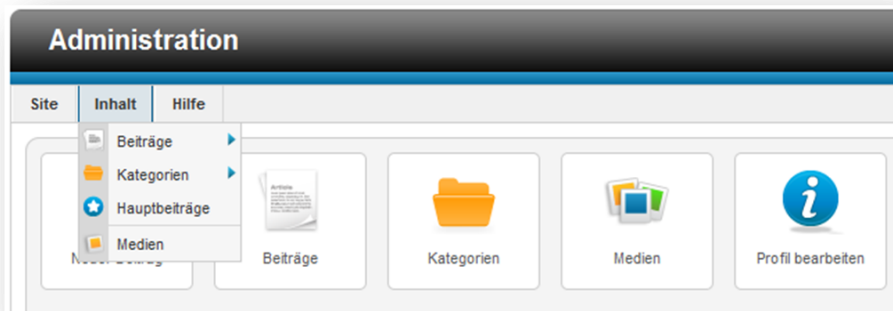 Administration
Site Inhalt Hilfe
Beiträge
Kategorien
Hauptbeiträge
Medien
Beiträge Kategorien Medien Profil bearbeiten